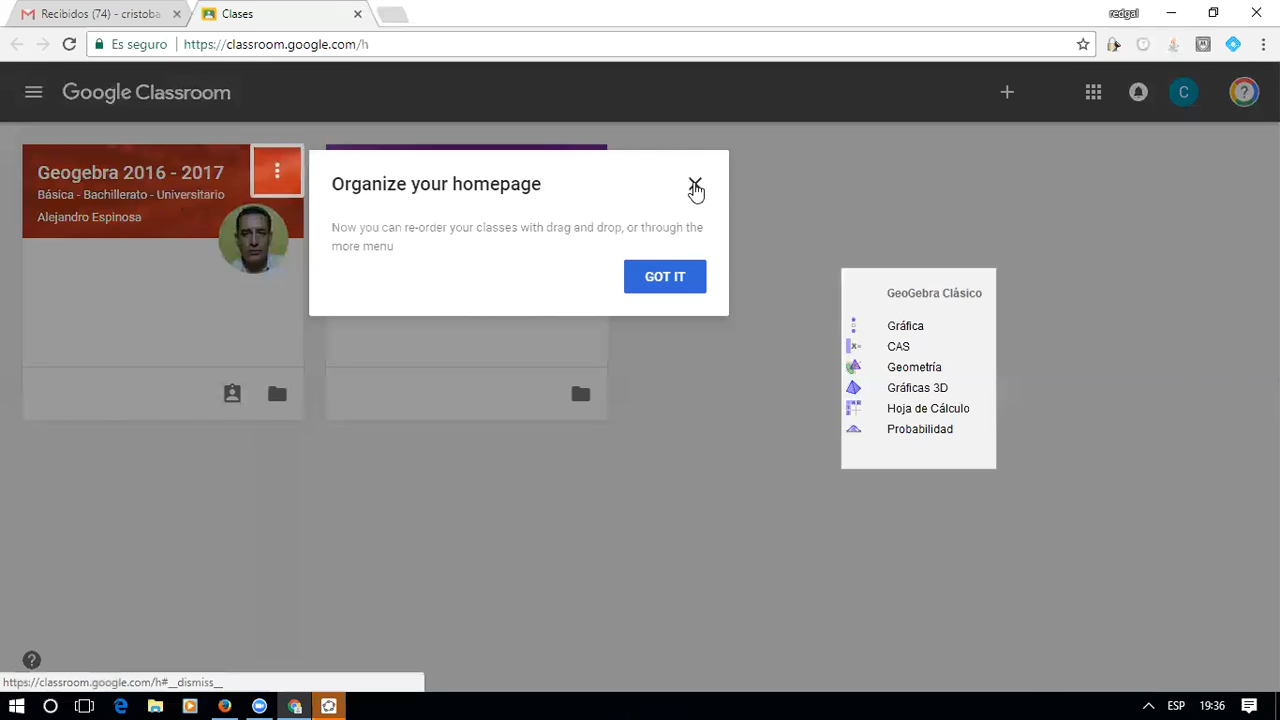 Recibidos (74) - cristoba
Clases
redgal
Es seguro
https://classroom.google.com/h
Google Classroom
C
?
Geogebra 2016 - 2017
Básica - Bachillerato - Universitario
Alejandro Espinosa
Organize your homepage
Now you can re-order your classes with drag and drop, or through the
more menu
GOT IT
GeoGebra Clásico
Gráfica
CAS
Geometría
Gráficas 3D
Hoja de Cálculo
Probabilidad
?
https://classroom.google.com/h#__dismiss__
ESP
19:36